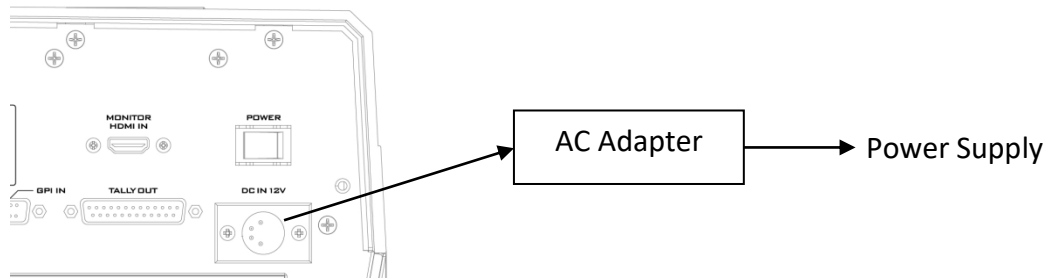 MONITOR
HDMI IN
POWER
AC Adapter
Power Supply
GPI IN
TALLY OUT
DC IN 12V